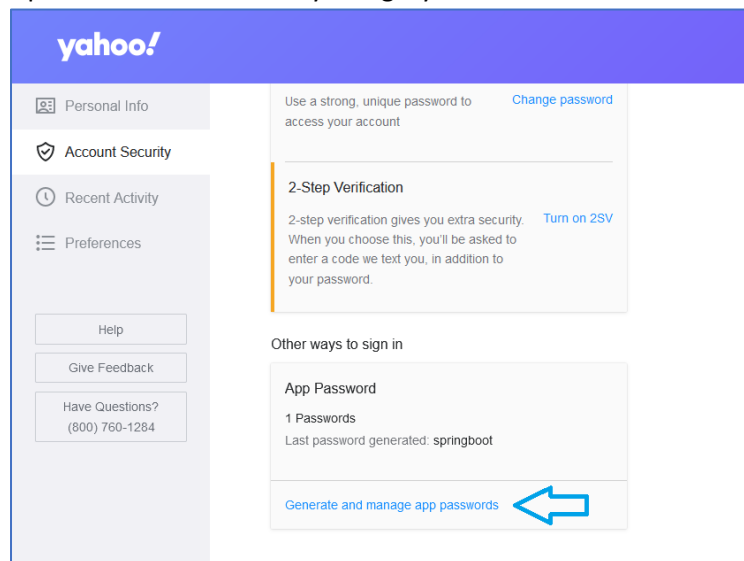 yahoo!
Personal Info
Account Security
Recent Activity
Preferences
Help
Give Feedback
Have Questions?
(800) 760-1284
Use a strong, unique password to
access your account
Change password
2-Step Verification
2-step verification gives you extra security.
When you choose this, you'll be asked to
enter a code we text you, in addition to
your password.
Turn on 2SV
Other ways to sign in
App Password
1 Passwords
Last password generated: springboot
Generate and manage app passwords